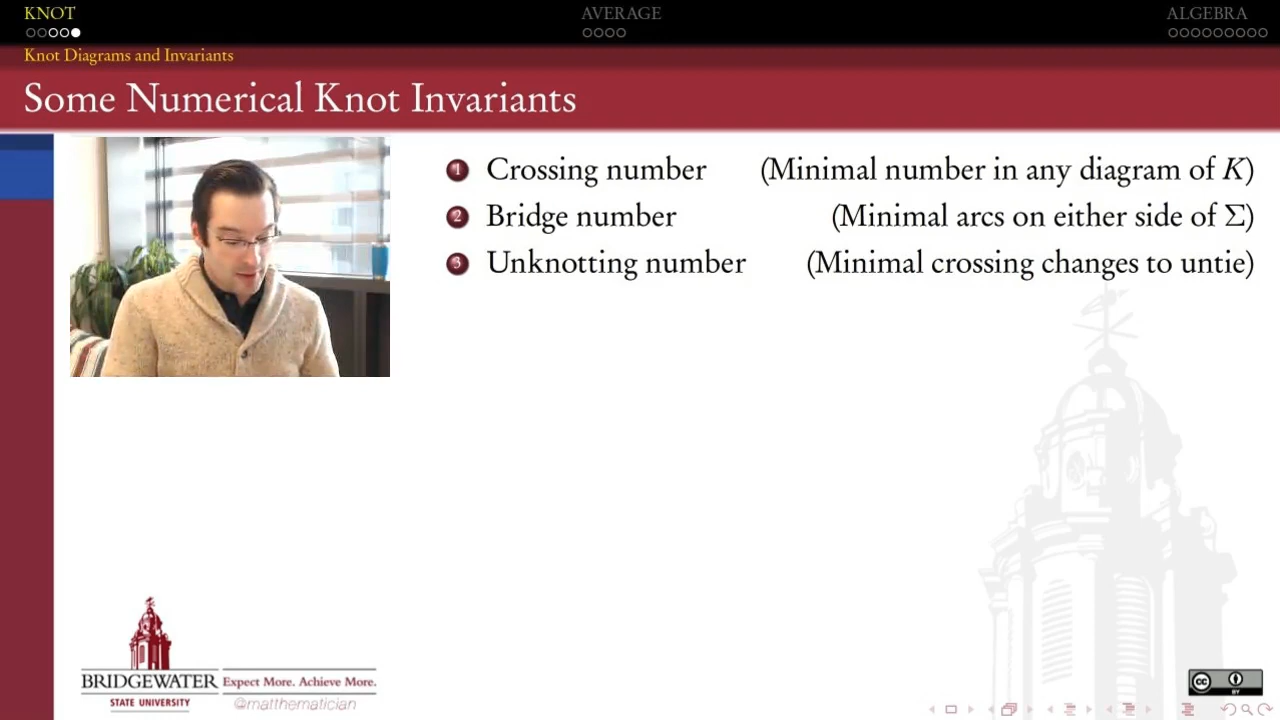 KNOT
AVERAGE
ALGEBRA
Knot Diagrams and Invariants
Some Numerical Knot Invariants
1 Crossing number (Minimal number in any diagram of K)
2 Bridge number (Minimal arcs on either side of Σ)
3 Unknotting number (Minimal crossing changes to untie)
BRIDGEWATER
STATE UNIVERSITY
Expect More. Achieve More.
@matthematician
cc
BY